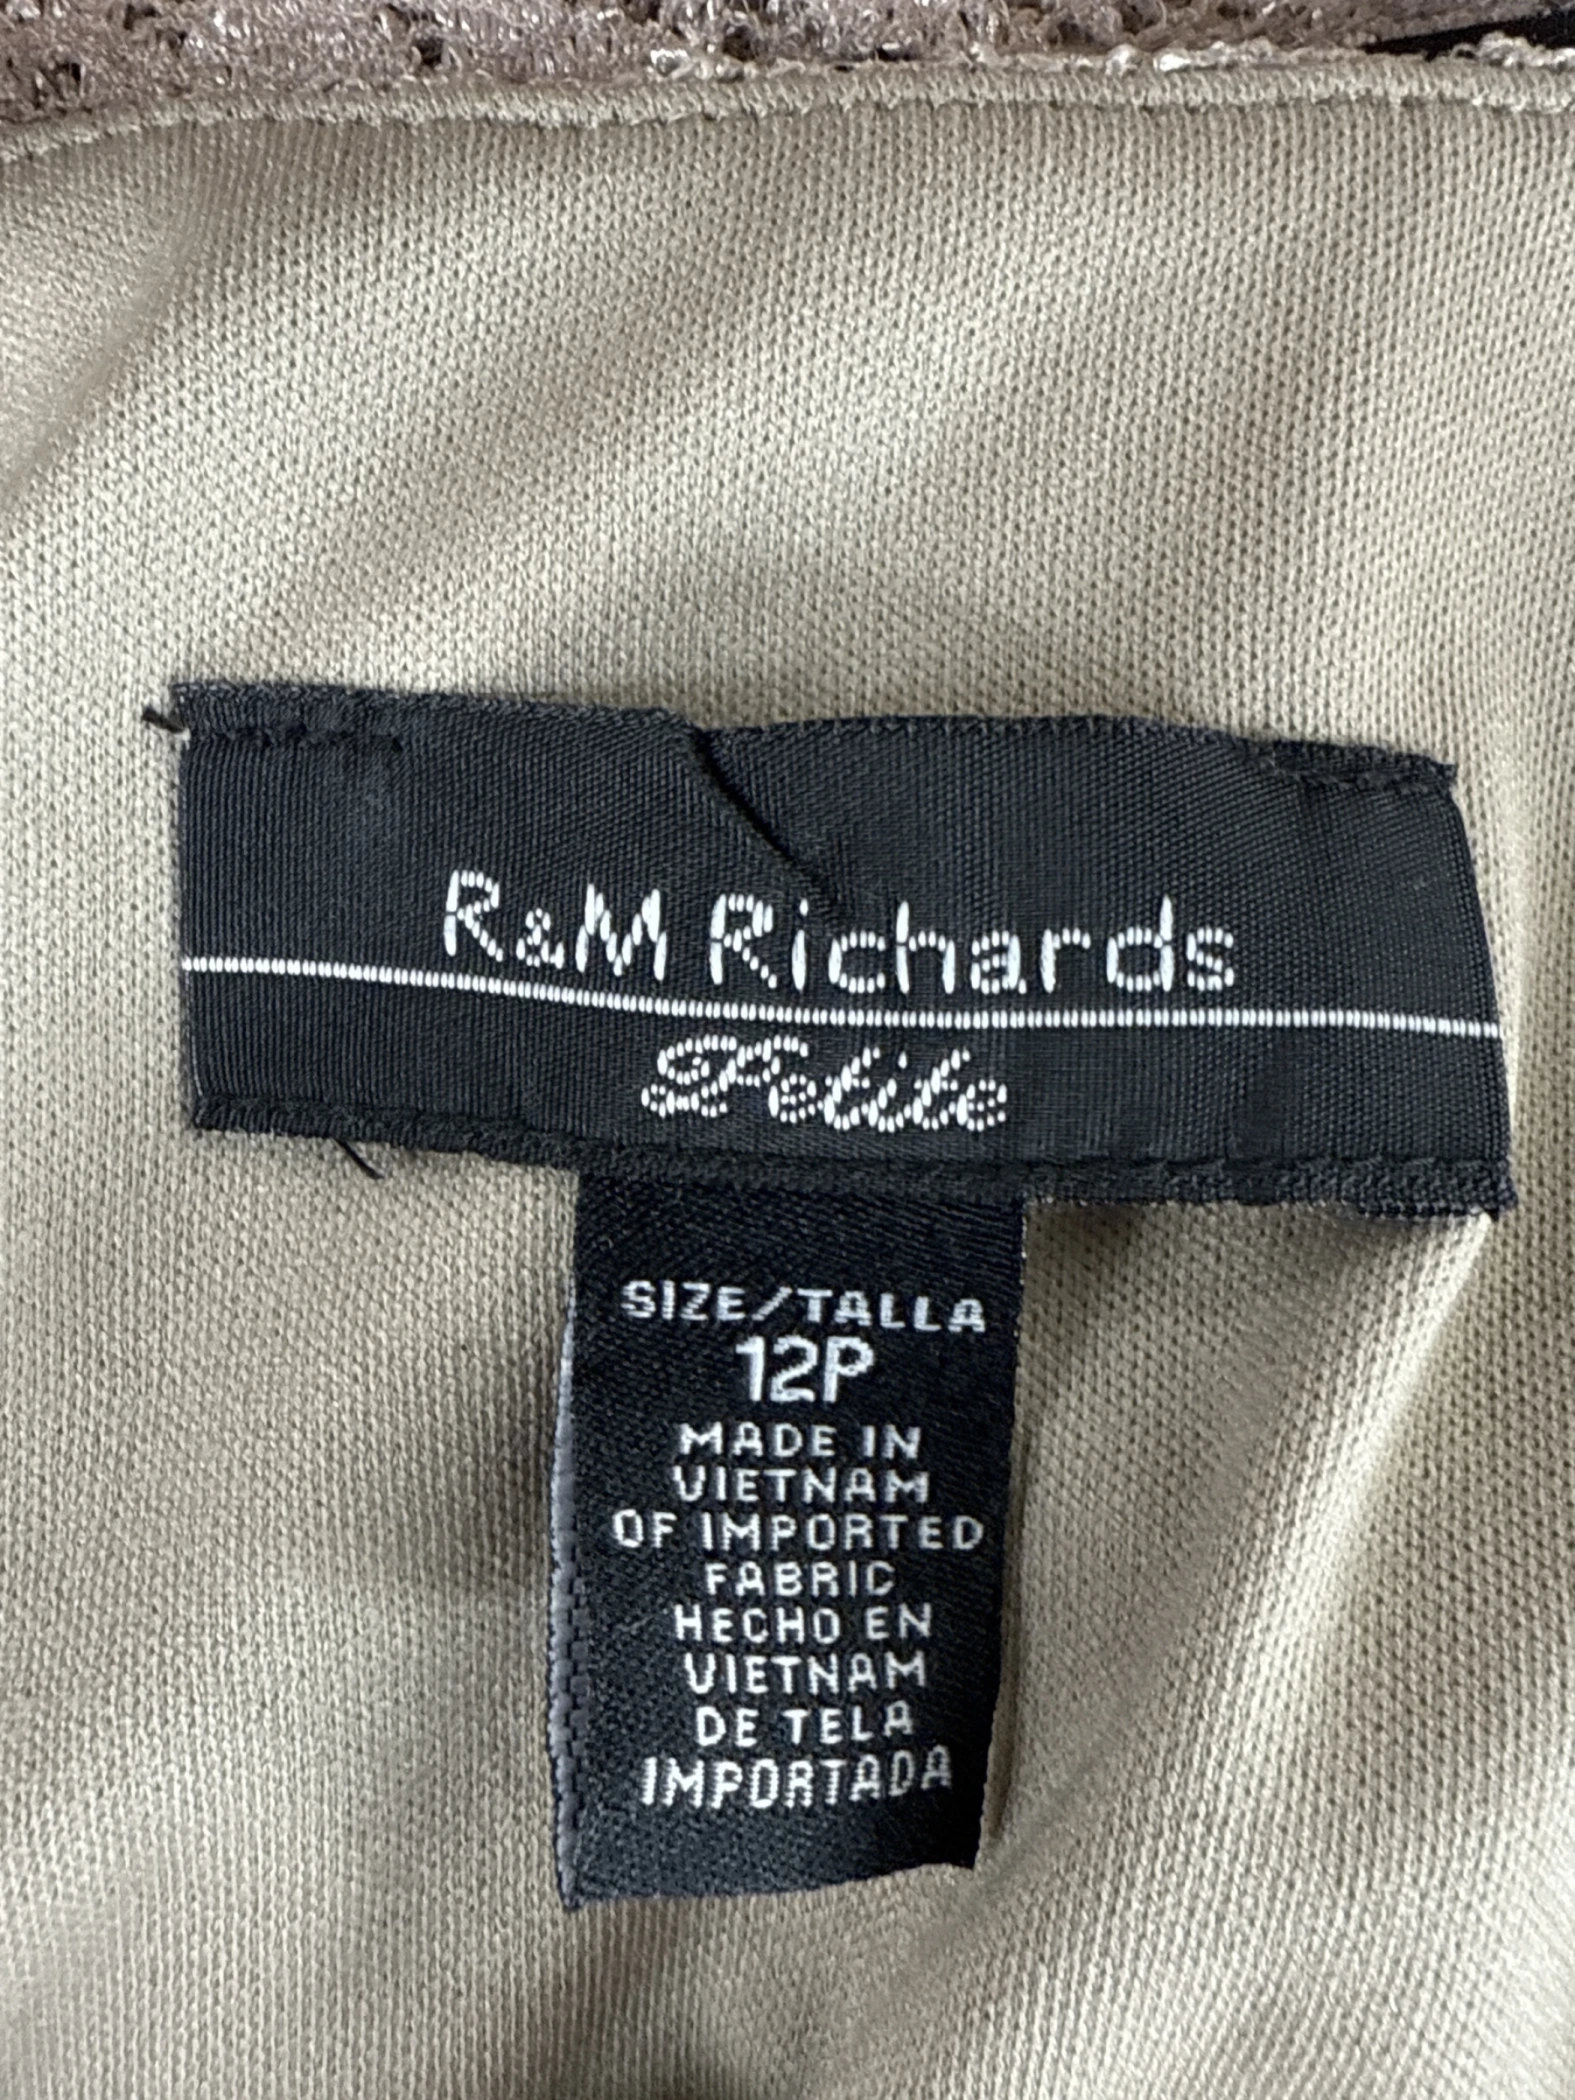 R&M Richards
Petite
SIZE/TALLA
12P
MADE IN
VIETNAM
OF IMPORTED
FABRIC
HECHO EN
VIETNAM
DE TELA
IMPORTADA